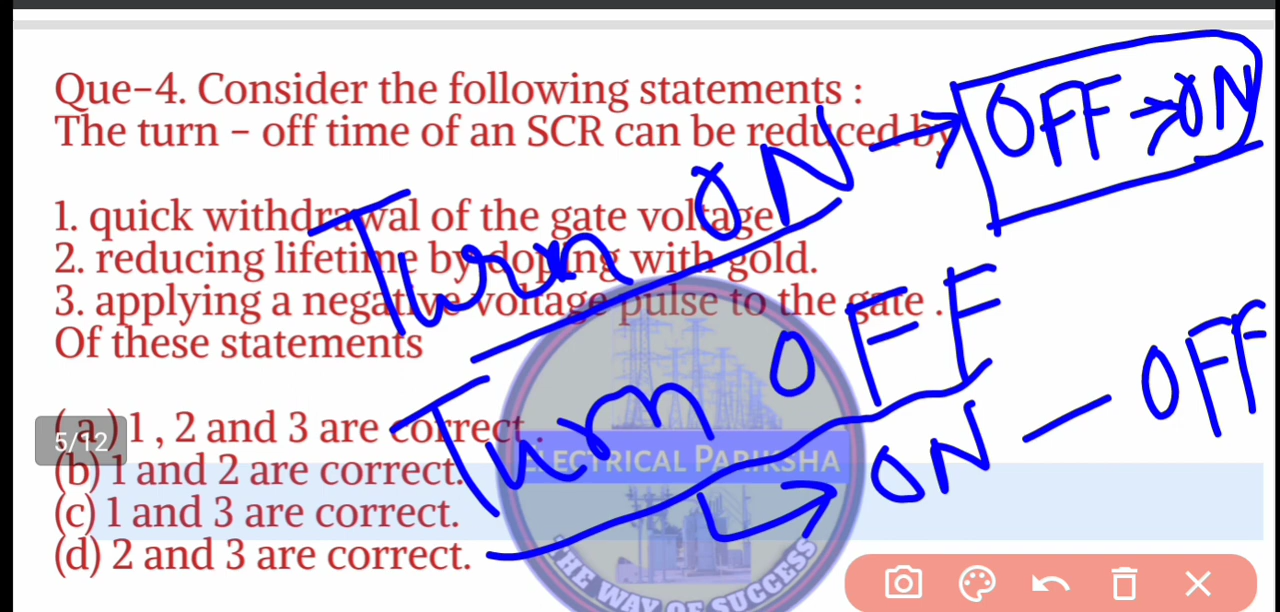 Que-4. Consider the following statements :
The turn - off time of an SCR can be reduced by
1. quick withdrawal of the gate voltage
2. reducing lifetime by doping with gold.
3. applying a negative voltage pulse to the gate .
Of these statements
(a) 1 , 2 and 3 are correct .
(b) 1 and 2 are correct.
(c) 1 and 3 are correct.
(d) 2 and 3 are correct.
5/12
Turn ON → OFF → ON
Turn OFF
ON — OFF
ELECTRICAL PARIKSHA
THE WAY OF SUCCESS